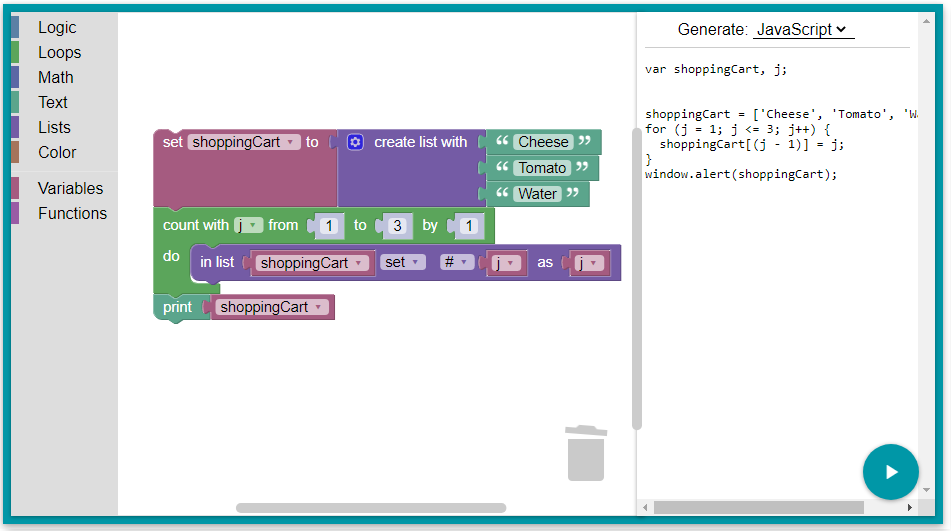 Logic
Loops
Math
Text
Lists
Color
Variables
Functions
set shoppingCart to create list with “ Cheese ”
“ Tomato ”
“ Water ”
count with j from 1 to 3 by 1
do in list shoppingCart set # j as j
print shoppingCart
Generate: JavaScript
var shoppingCart, j;
shoppingCart = ['Cheese', 'Tomato', 'Wa
for (j = 1; j <= 3; j++) {
shoppingCart[(j - 1)] = j;
}
window.alert(shoppingCart);